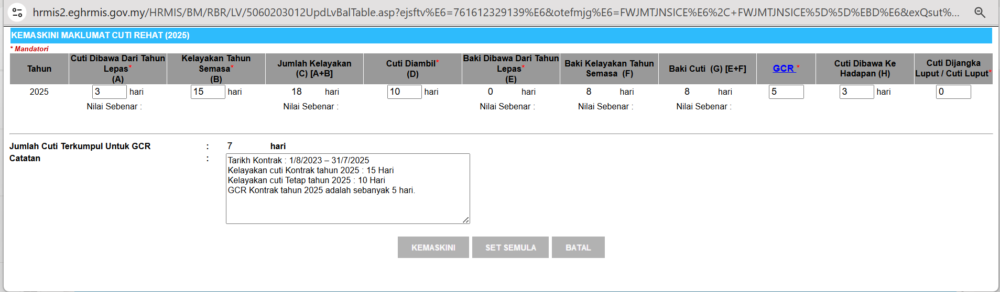 hrmis2.eghrmis.gov.my/HRMIS/BM/RBR/LV/5060203012UpdLvBalTable.asp?ejsftv%E6=761612329139%E6&otefmjg%E6=FWJMTJNSICE%E6%2C+FWJMTJNSICE%5D%5D%EBD%E6&exQsut%...
KEMASKINI MAKLUMAT CUTI REHAT (2025)
* Mandatori
Tahun
Cuti Dibawa Dari Tahun
Lepas*
(A)
Kelayakan Tahun
Semasa*
(B)
Jumlah Kelayakan
(C) [A+B]
Cuti Diambil*
(D)
Baki Dibawa Dari Tahun
Lepas*
(E)
Baki Kelayakan Tahun
Semasa (F)
Baki Cuti (G) [E+F]
GCR *
Cuti Dibawa Ke
Hadapan (H)
Cuti Dijangka
Luput / Cuti Luput*
2025 3 hari 15 hari 18 hari 10 hari 0 hari 8 hari 8 hari 5 3 hari 0
Nilai Sebenar : Nilai Sebenar : Nilai Sebenar : Nilai Sebenar : Nilai Sebenar :
Jumlah Cuti Terkumpul Untuk GCR : 7 hari
Catatan :
Tarikh Kontrak : 1/8/2023 – 31/7/2025
Kelayakan cuti Kontrak tahun 2025 : 15 Hari
Kelayakan cuti Tetap tahun 2025 : 10 Hari
GCR Kontrak tahun 2025 adalah sebanyak 5 hari.
KEMASKINI SET SEMULA BATAL